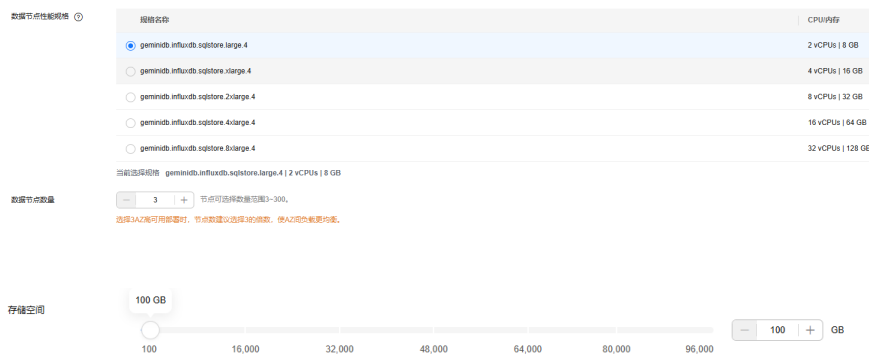 数据节点性能规格 ?
规格名称 CPU/内存
geminidb.influxdb.sqlstore.large.4 2 vCPUs | 8 GB
geminidb.influxdb.sqlstore.xlarge.4 4 vCPUs | 16 GB
geminidb.influxdb.sqlstore.2xlarge.4 8 vCPUs | 32 GB
geminidb.influxdb.sqlstore.4xlarge.4 16 vCPUs | 64 GB
geminidb.influxdb.sqlstore.8xlarge.4 32 vCPUs | 128 GB
当前选择规格 geminidb.influxdb.sqlstore.large.4 | 2 vCPUs | 8 GB
数据节点数量 － 3 + 节点可选择数量范围3~300。
选择3AZ高可用部署时，节点数建议选择3的倍数，使AZ间负载更均衡。
100 GB
存储空间 － 100 + GB
100 16,000 32,000 48,000 64,000 80,000 96,000